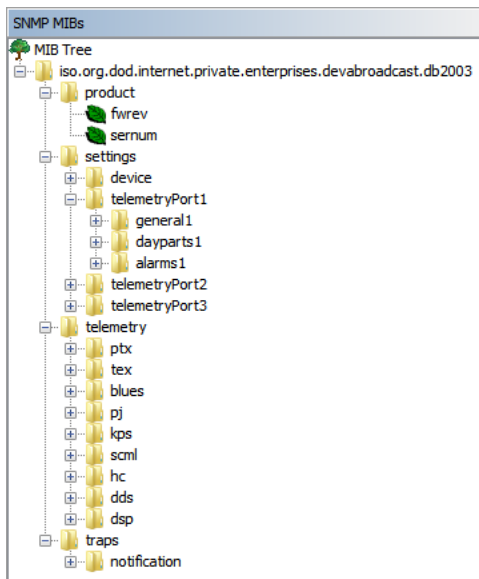 SNMP MIBs
MIB Tree
iso.org.dod.internet.private.enterprises.devabroadcast.db2003
product
fwrev
sernum
settings
device
telemetryPort1
general1
dayparts1
alarms1
telemetryPort2
telemetryPort3
telemetry
ptx
tex
blues
pj
kps
scml
hc
dds
dsp
traps
notification